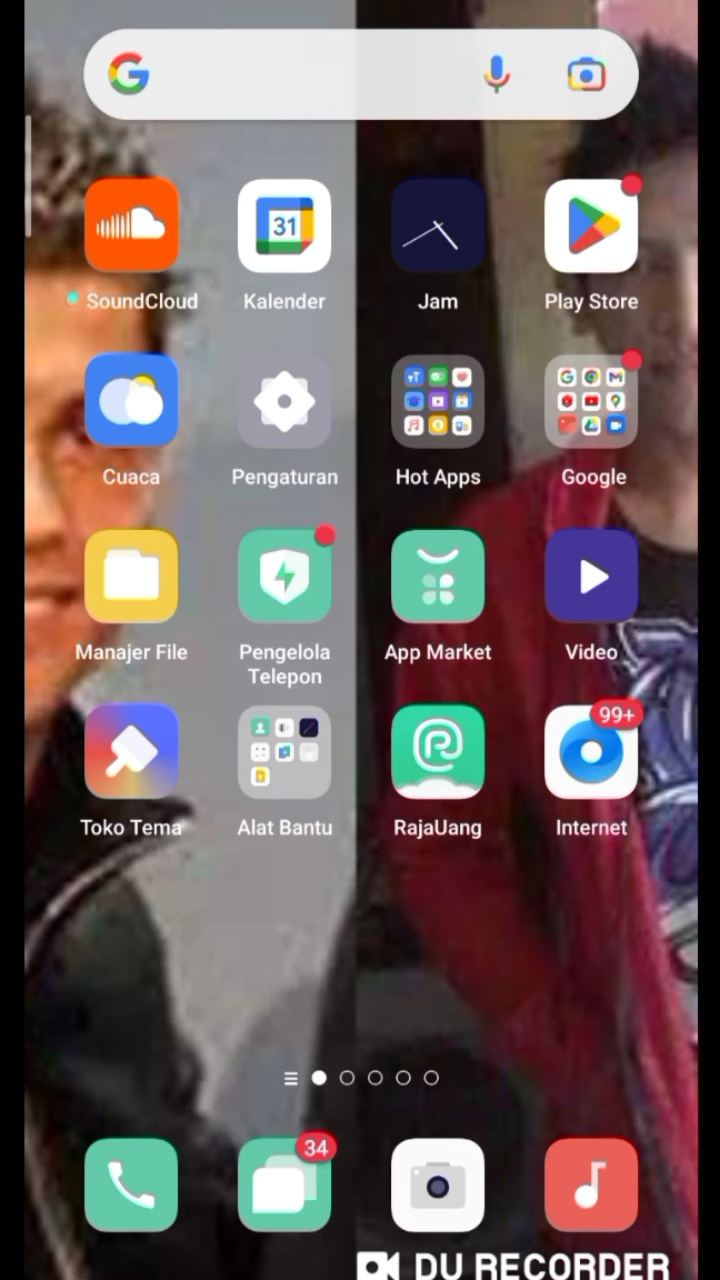 G
31
SoundCloud
Kalender
Jam
Play Store
Cuaca
Pengaturan
Hot Apps
Google
Manajer File
Pengelola
Telepon
App Market
Video
99+
Toko Tema
Alat Bantu
RajaUang
Internet
34
DU RECORDER